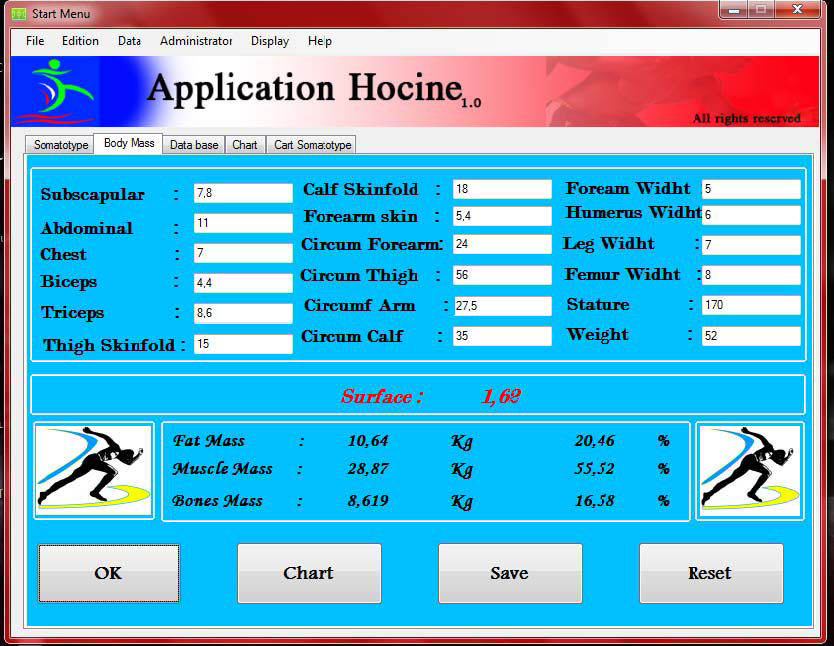 Start Menu
File Edition Data Administrator Display Help
Application Hocine 1.0
All rights reserved
Somatotype Body Mass Data base Chart Cart Somatotype
Subscapular : 7,8
Abdominal : 11
Chest : 7
Biceps : 4,4
Triceps : 8,6
Thigh Skinfold : 15
Calf Skinfold : 18
Forearm skin : 5,4
Circum Forearm: 24
Circum Thigh : 56
Circumf Arm : 27,5
Circum Calf : 35
Foream Widht 5
Humerus Widht 6
Leg Widht : 7
Femur Widht : 8
Stature : 170
Weight : 52
Surface : 1,62
Fat Mass : 10,64 Kg 20,46 %
Muscle Mass : 28,87 Kg 55,52 %
Bones Mass : 8,619 Kg 16,58 %
OK Chart Save Reset